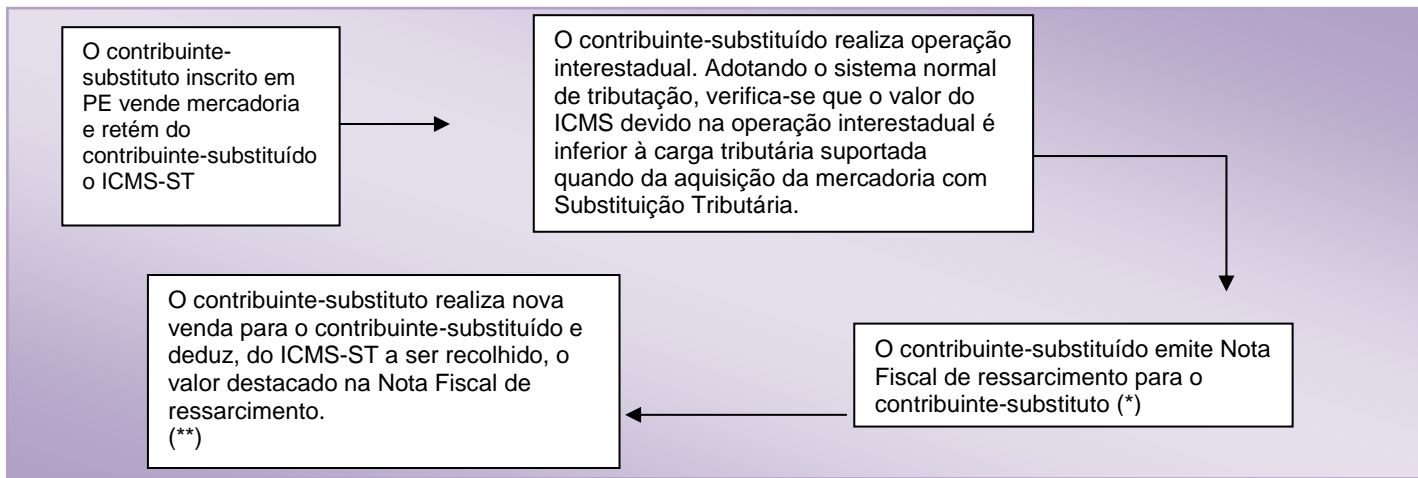 O contribuinte-
substituto inscrito em
PE vende mercadoria
e retém do
contribuinte-substituído
o ICMS-ST
O contribuinte-substituído realiza operação
interestadual. Adotando o sistema normal
de tributação, verifica-se que o valor do
ICMS devido na operação interestadual é
inferior à carga tributária suportada
quando da aquisição da mercadoria com
Substituição Tributária.
O contribuinte-substituído emite Nota
Fiscal de ressarcimento para o
contribuinte-substituto (*)
O contribuinte-substituto realiza nova
venda para o contribuinte-substituído e
deduz, do ICMS-ST a ser recolhido, o
valor destacado na Nota Fiscal de
ressarcimento.
(**)